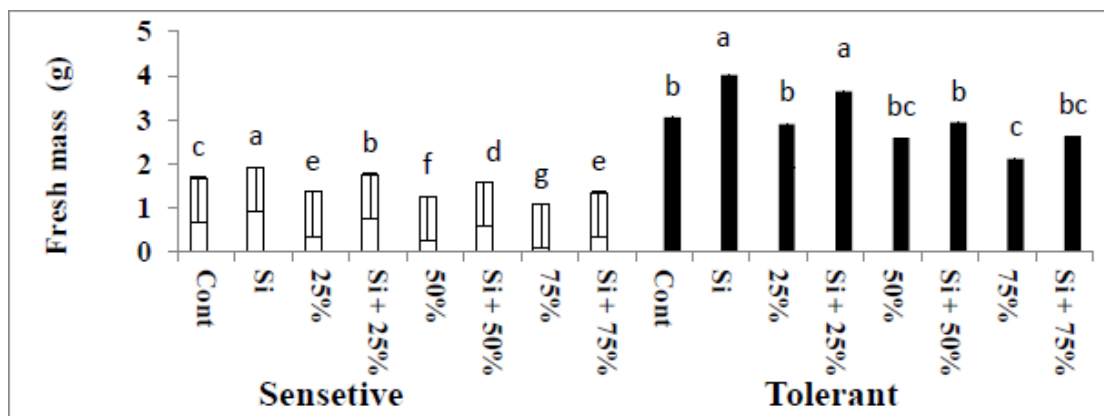 Fresh mass (g)
5
4
3
2
1
0
c a e b f d g e b a b a bc b c bc
Cont Si 25% Si + 25% 50% Si + 50% 75% Si + 75% Cont Si 25% Si + 25% 50% Si + 50% 75% Si + 75%
Sensetive Tolerant